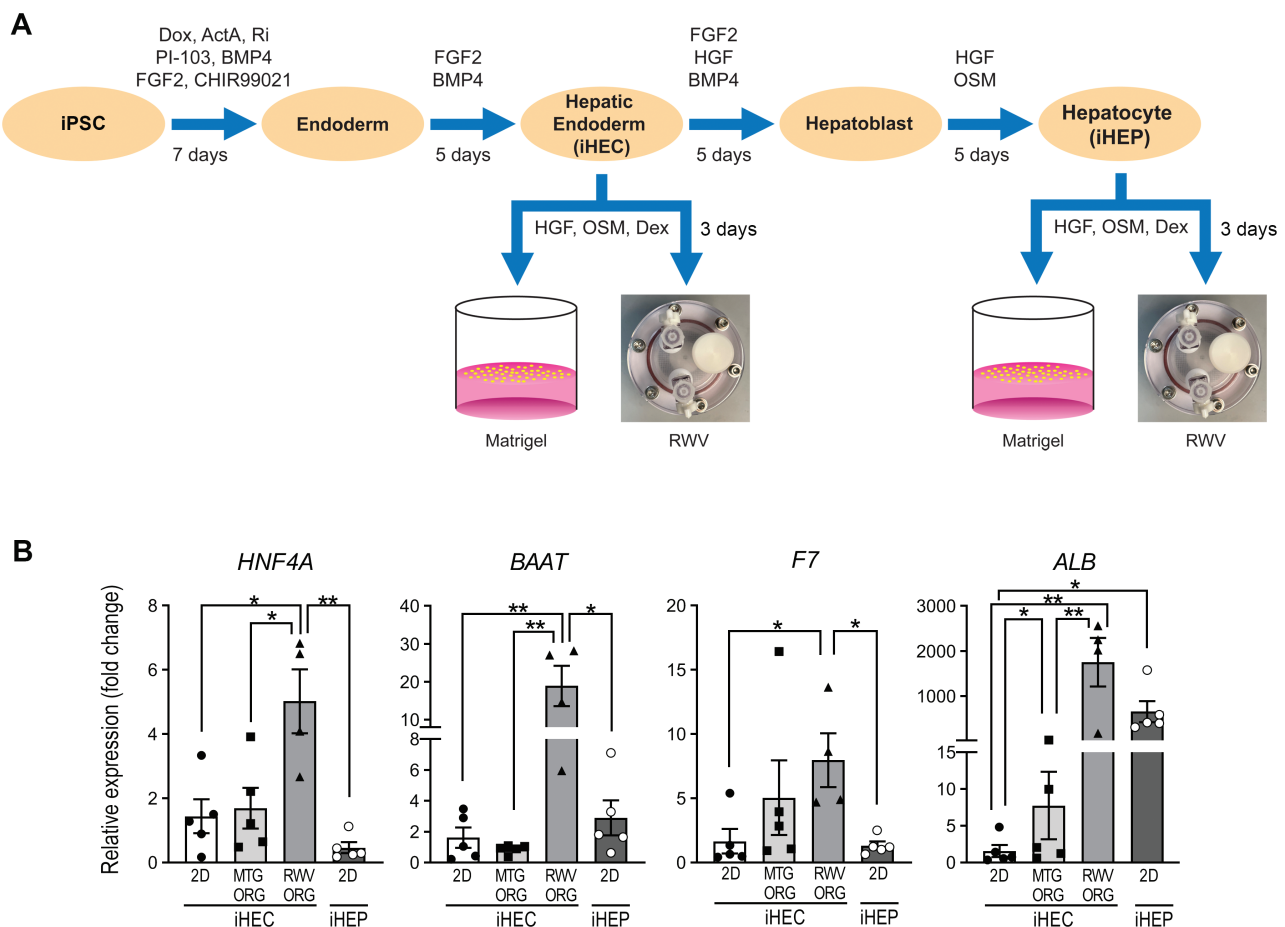 A
Dox, ActA, Ri
PI-103, BMP4
FGF2, CHIR99021
FGF2
BMP4
FGF2
HGF
BMP4
HGF
OSM
iPSC
Endoderm
Hepatic
Endoderm
(iHEC)
Hepatoblast
Hepatocyte
(iHEP)
7 days
5 days
5 days
5 days
HGF, OSM, Dex
3 days
HGF, OSM, Dex
3 days
Matrigel
RWV
Matrigel
RWV
B
Relative expression (fold change)
HNF4A
*
**
*
8
6
4
2
0
2D
MTG
ORG
RWV
ORG
2D
iHEC
iHEP
BAAT
**
*
**
40
30
20
10
8
6
4
2
0
2D
MTG
ORG
RWV
ORG
2D
iHEC
iHEP
F7
*
*
20
15
10
5
0
2D
MTG
ORG
RWV
ORG
2D
iHEC
iHEP
ALB
*
**
*
**
3000
2000
1000
15
10
5
0
2D
MTG
ORG
RWV
ORG
2D
iHEC
iHEP